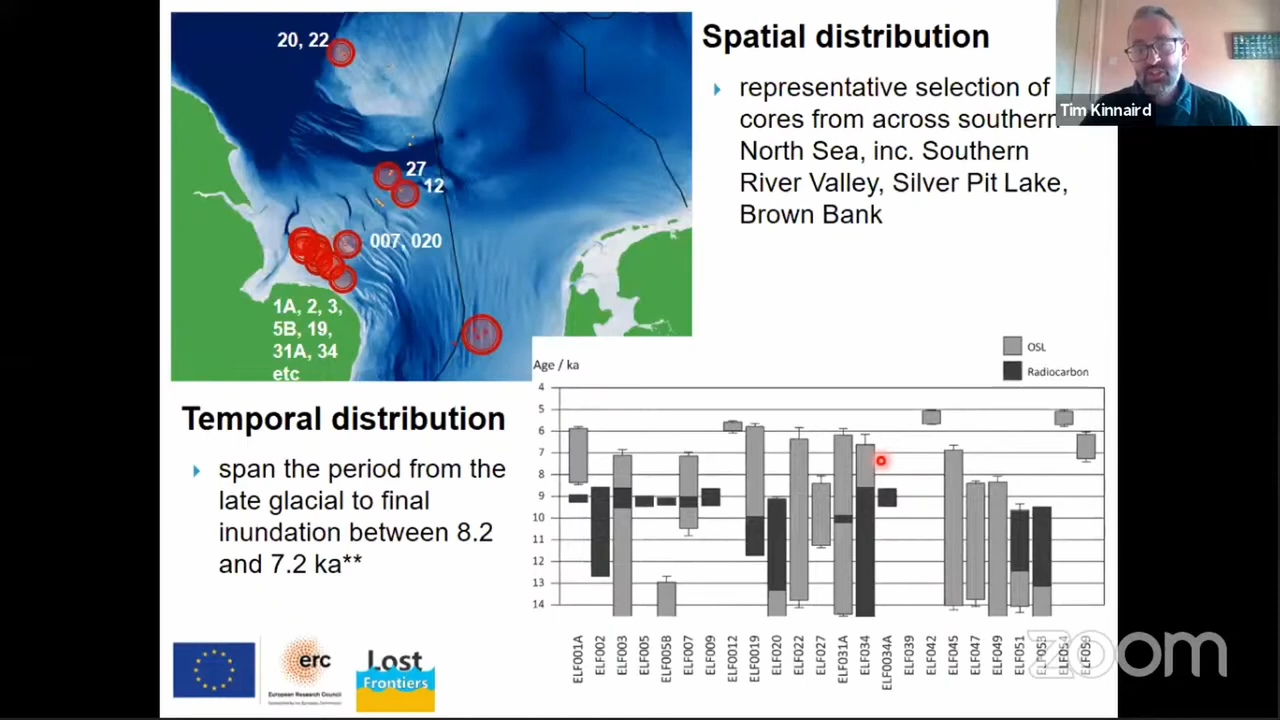 20, 22
27
12
007, 020
1A, 2, 3,
5B, 19,
31A, 34
etc
Spatial distribution
representative selection of
cores from across southern
North Sea, inc. Southern
River Valley, Silver Pit Lake,
Brown Bank
Tim Kinnaird
Temporal distribution
span the period from the
late glacial to final
inundation between 8.2
and 7.2 ka**
OSL
Radiocarbon
Age / ka
4
5
6
7
8
9
10
11
12
13
14
ELF001A
ELF002
ELF003
ELF005
ELF005B
ELF007
ELF009
ELF0012
ELF0019
ELF020
ELF022
ELF027
ELF031A
ELF034
ELF0034A
ELF039
ELF042
ELF045
ELF047
ELF049
ELF051
ELF053
ELF059
erc
European Research Council
Lost
Frontiers
zoom